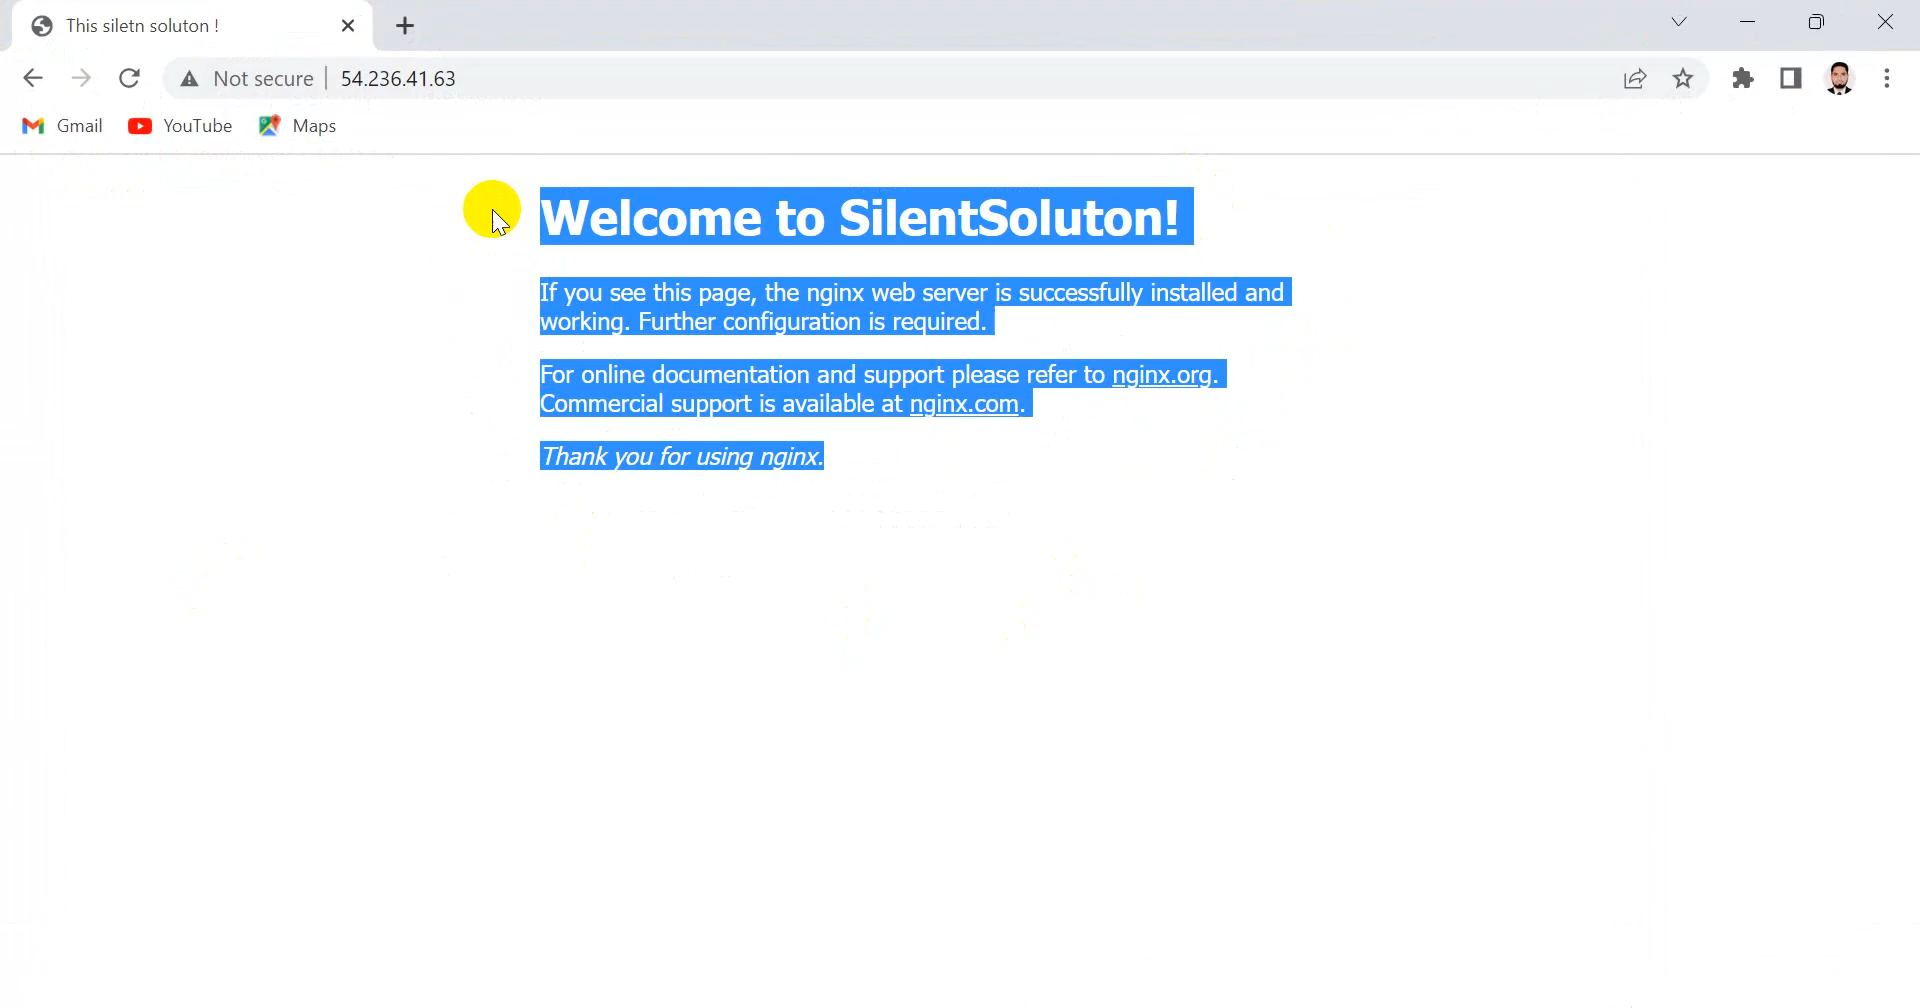 This siletn soluton !
Not secure 54.236.41.63
Gmail YouTube Maps
Welcome to SilentSoluton!
If you see this page, the nginx web server is successfully installed and
working. Further configuration is required.
For online documentation and support please refer to nginx.org.
Commercial support is available at nginx.com.
Thank you for using nginx.